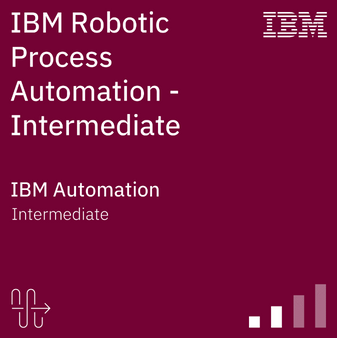 IBM Robotic
Process
Automation -
Intermediate
IBM
IBM Automation
Intermediate